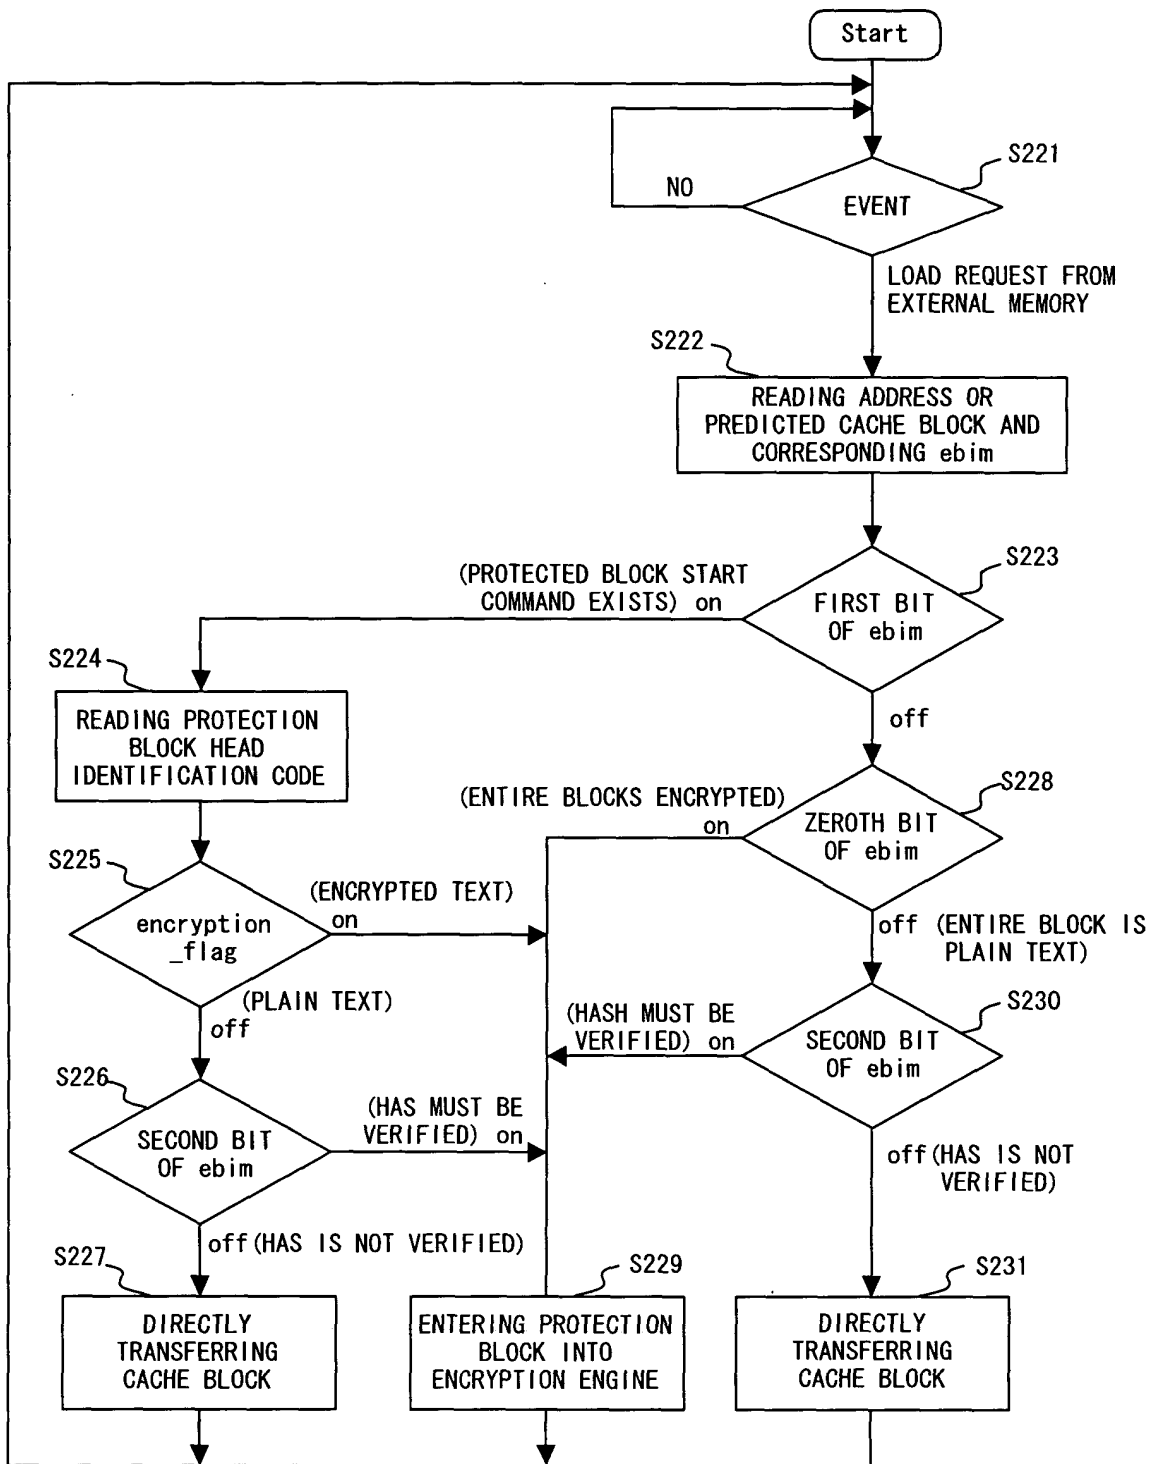 Start
S221
NO
EVENT
LOAD REQUEST FROM
EXTERNAL MEMORY
S222
READING ADDRESS OR
PREDICTED CACHE BLOCK AND
CORRESPONDING ebim
S223
(PROTECTED BLOCK START
COMMAND EXISTS) on
FIRST BIT
OF ebim
S224
READING PROTECTION
BLOCK HEAD
IDENTIFICATION CODE
off
S228
(ENTIRE BLOCKS ENCRYPTED)
on
ZEROTH BIT
OF ebim
S225
(ENCRYPTED TEXT)
on
encryption
_flag
off (ENTIRE BLOCK IS
PLAIN TEXT)
(PLAIN TEXT)
off
S230
(HASH MUST BE
VERIFIED) on
SECOND BIT
OF ebim
S226
(HAS MUST BE
VERIFIED) on
SECOND BIT
OF ebim
off(HAS IS NOT
VERIFIED)
off(HAS IS NOT VERIFIED)
S227
DIRECTLY
TRANSFERRING
CACHE BLOCK
S229
ENTERING PROTECTION
BLOCK INTO
ENCRYPTION ENGINE
S231
DIRECTLY
TRANSFERRING
CACHE BLOCK